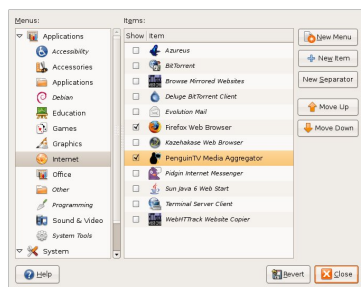 Menus:
Items:
Applications
Accessibility
Accessories
Applications
Debian
Education
Games
Graphics
Internet
Office
Other
Programming
Sound & Video
System Tools
System
Show Item
Azureus
BitTorrent
Browse Mirrored Websites
Deluge BitTorrent Client
Evolution Mail
Firefox Web Browser
Kazehakase Web Browser
PenguinTV Media Aggregator
Pidgin Internet Messenger
Sun Java 6 Web Start
Terminal Server Client
WebHTTrack Website Copier
New Menu
New Item
New Separator
Move Up
Move Down
Help
Revert
Close